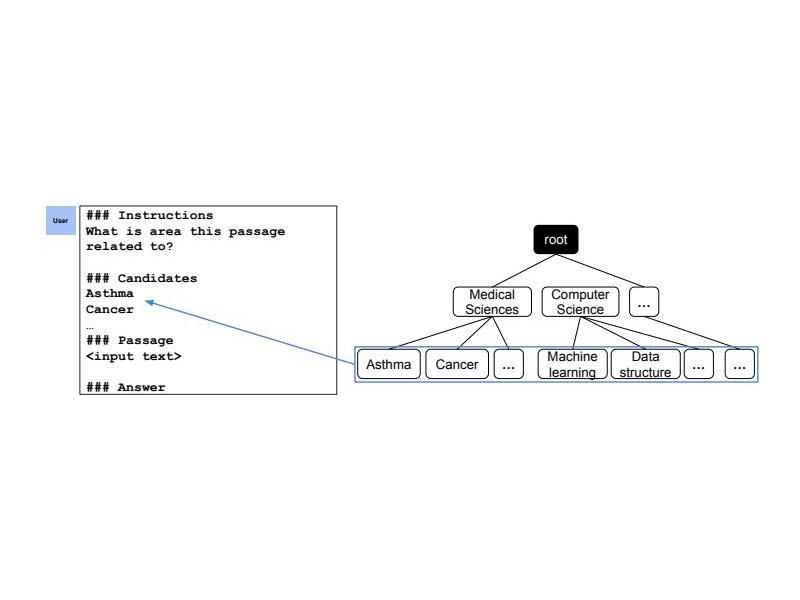 User
### Instructions
What is area this passage
related to?
### Candidates
Asthma
Cancer
…
### Passage
<input text>
### Answer
root
Medical
Sciences
Computer
Science
...
Asthma
Cancer
...
Machine
learning
Data
structure
...
...